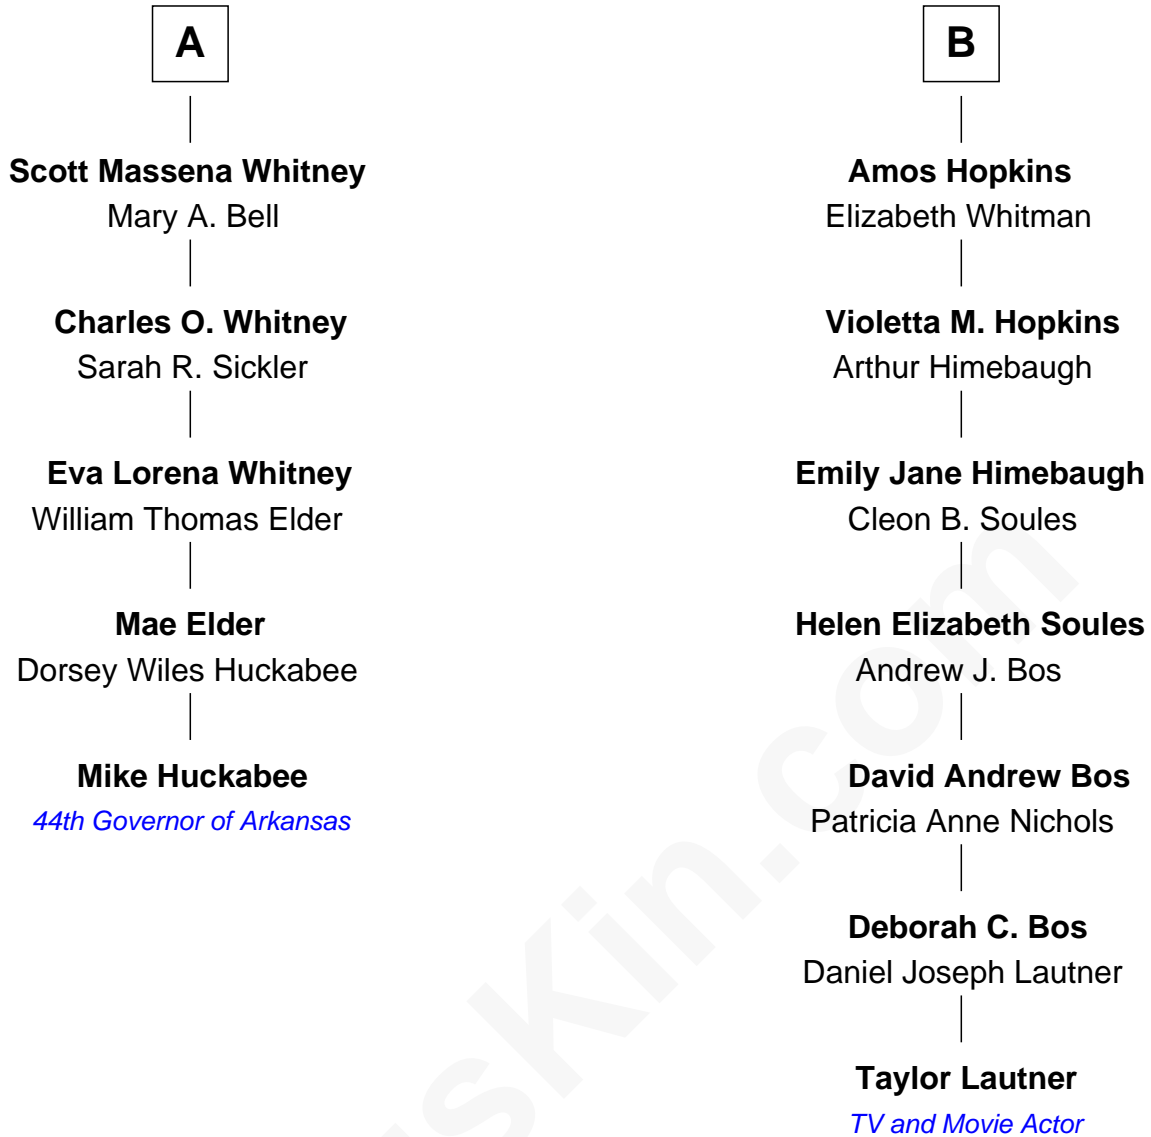 A
Scott Massena Whitney
Mary A. Bell
Charles O. Whitney
Sarah R. Sickler
Eva Lorena Whitney
William Thomas Elder
Mae Elder
Dorsey Wiles Huckabee
Mike Huckabee
44th Governor of Arkansas
B
Amos Hopkins
Elizabeth Whitman
Violetta M. Hopkins
Arthur Himebaugh
Emily Jane Himebaugh
Cleon B. Soules
Helen Elizabeth Soules
Andrew J. Bos
David Andrew Bos
Patricia Anne Nichols
Deborah C. Bos
Daniel Joseph Lautner
Taylor Lautner
TV and Movie Actor
sKin.com